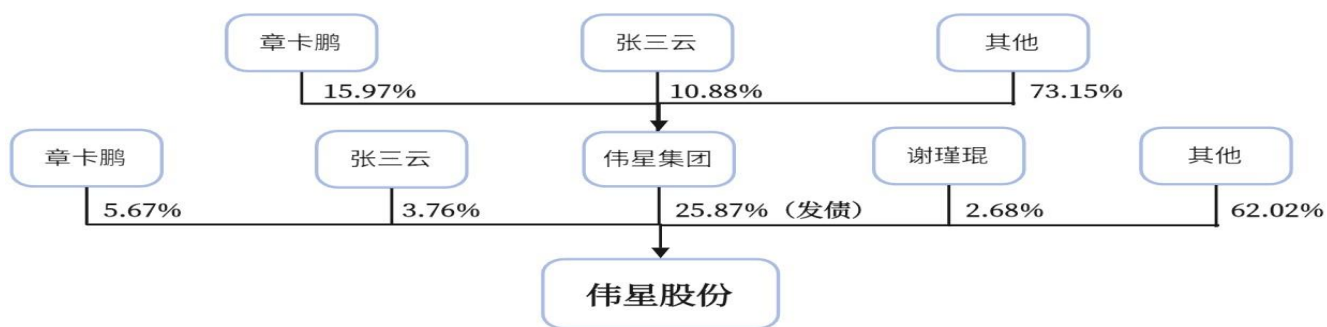 章卡鹏 张三云 其他
15.97% 10.88% 73.15%
章卡鹏 张三云 伟星集团 谢瑾琨 其他
5.67% 3.76% 25.87%（发债） 2.68% 62.02%
伟星股份